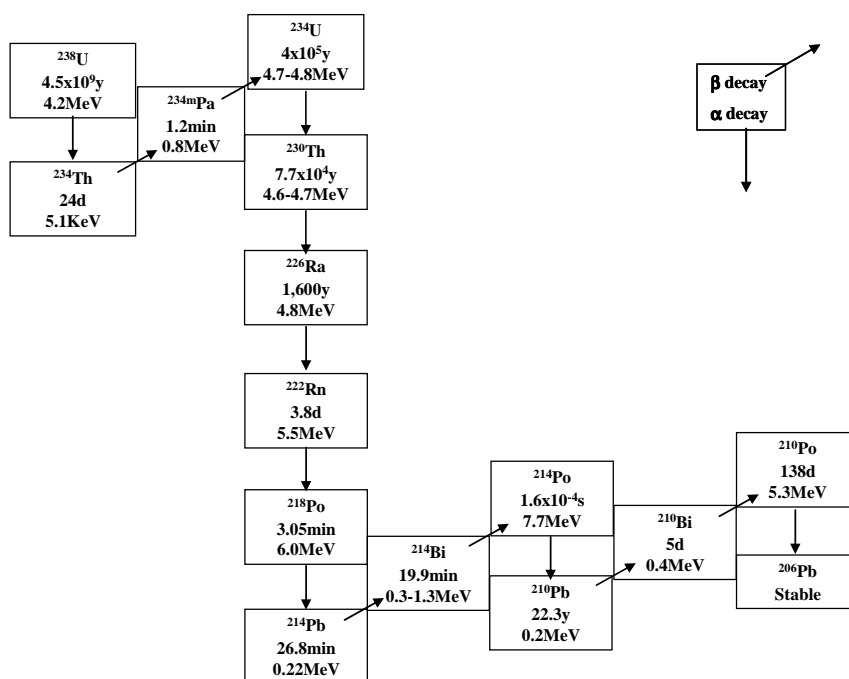 ²³⁸U
4.5x10⁹y
4.2MeV
²³⁴Th
24d
5.1KeV
²³⁴ᵐPa
1.2min
0.8MeV
²³⁴U
4x10⁵y
4.7-4.8MeV
²³⁰Th
7.7x10⁴y
4.6-4.7MeV
²²⁶Ra
1,600y
4.8MeV
²²²Rn
3.8d
5.5MeV
²¹⁸Po
3.05min
6.0MeV
²¹⁴Pb
26.8min
0.22MeV
²¹⁴Bi
19.9min
0.3-1.3MeV
²¹⁴Po
1.6x10⁻⁴s
7.7MeV
²¹⁰Pb
22.3y
0.2MeV
²¹⁰Bi
5d
0.4MeV
²¹⁰Po
138d
5.3MeV
²⁰⁶Pb
Stable
β decay
α decay